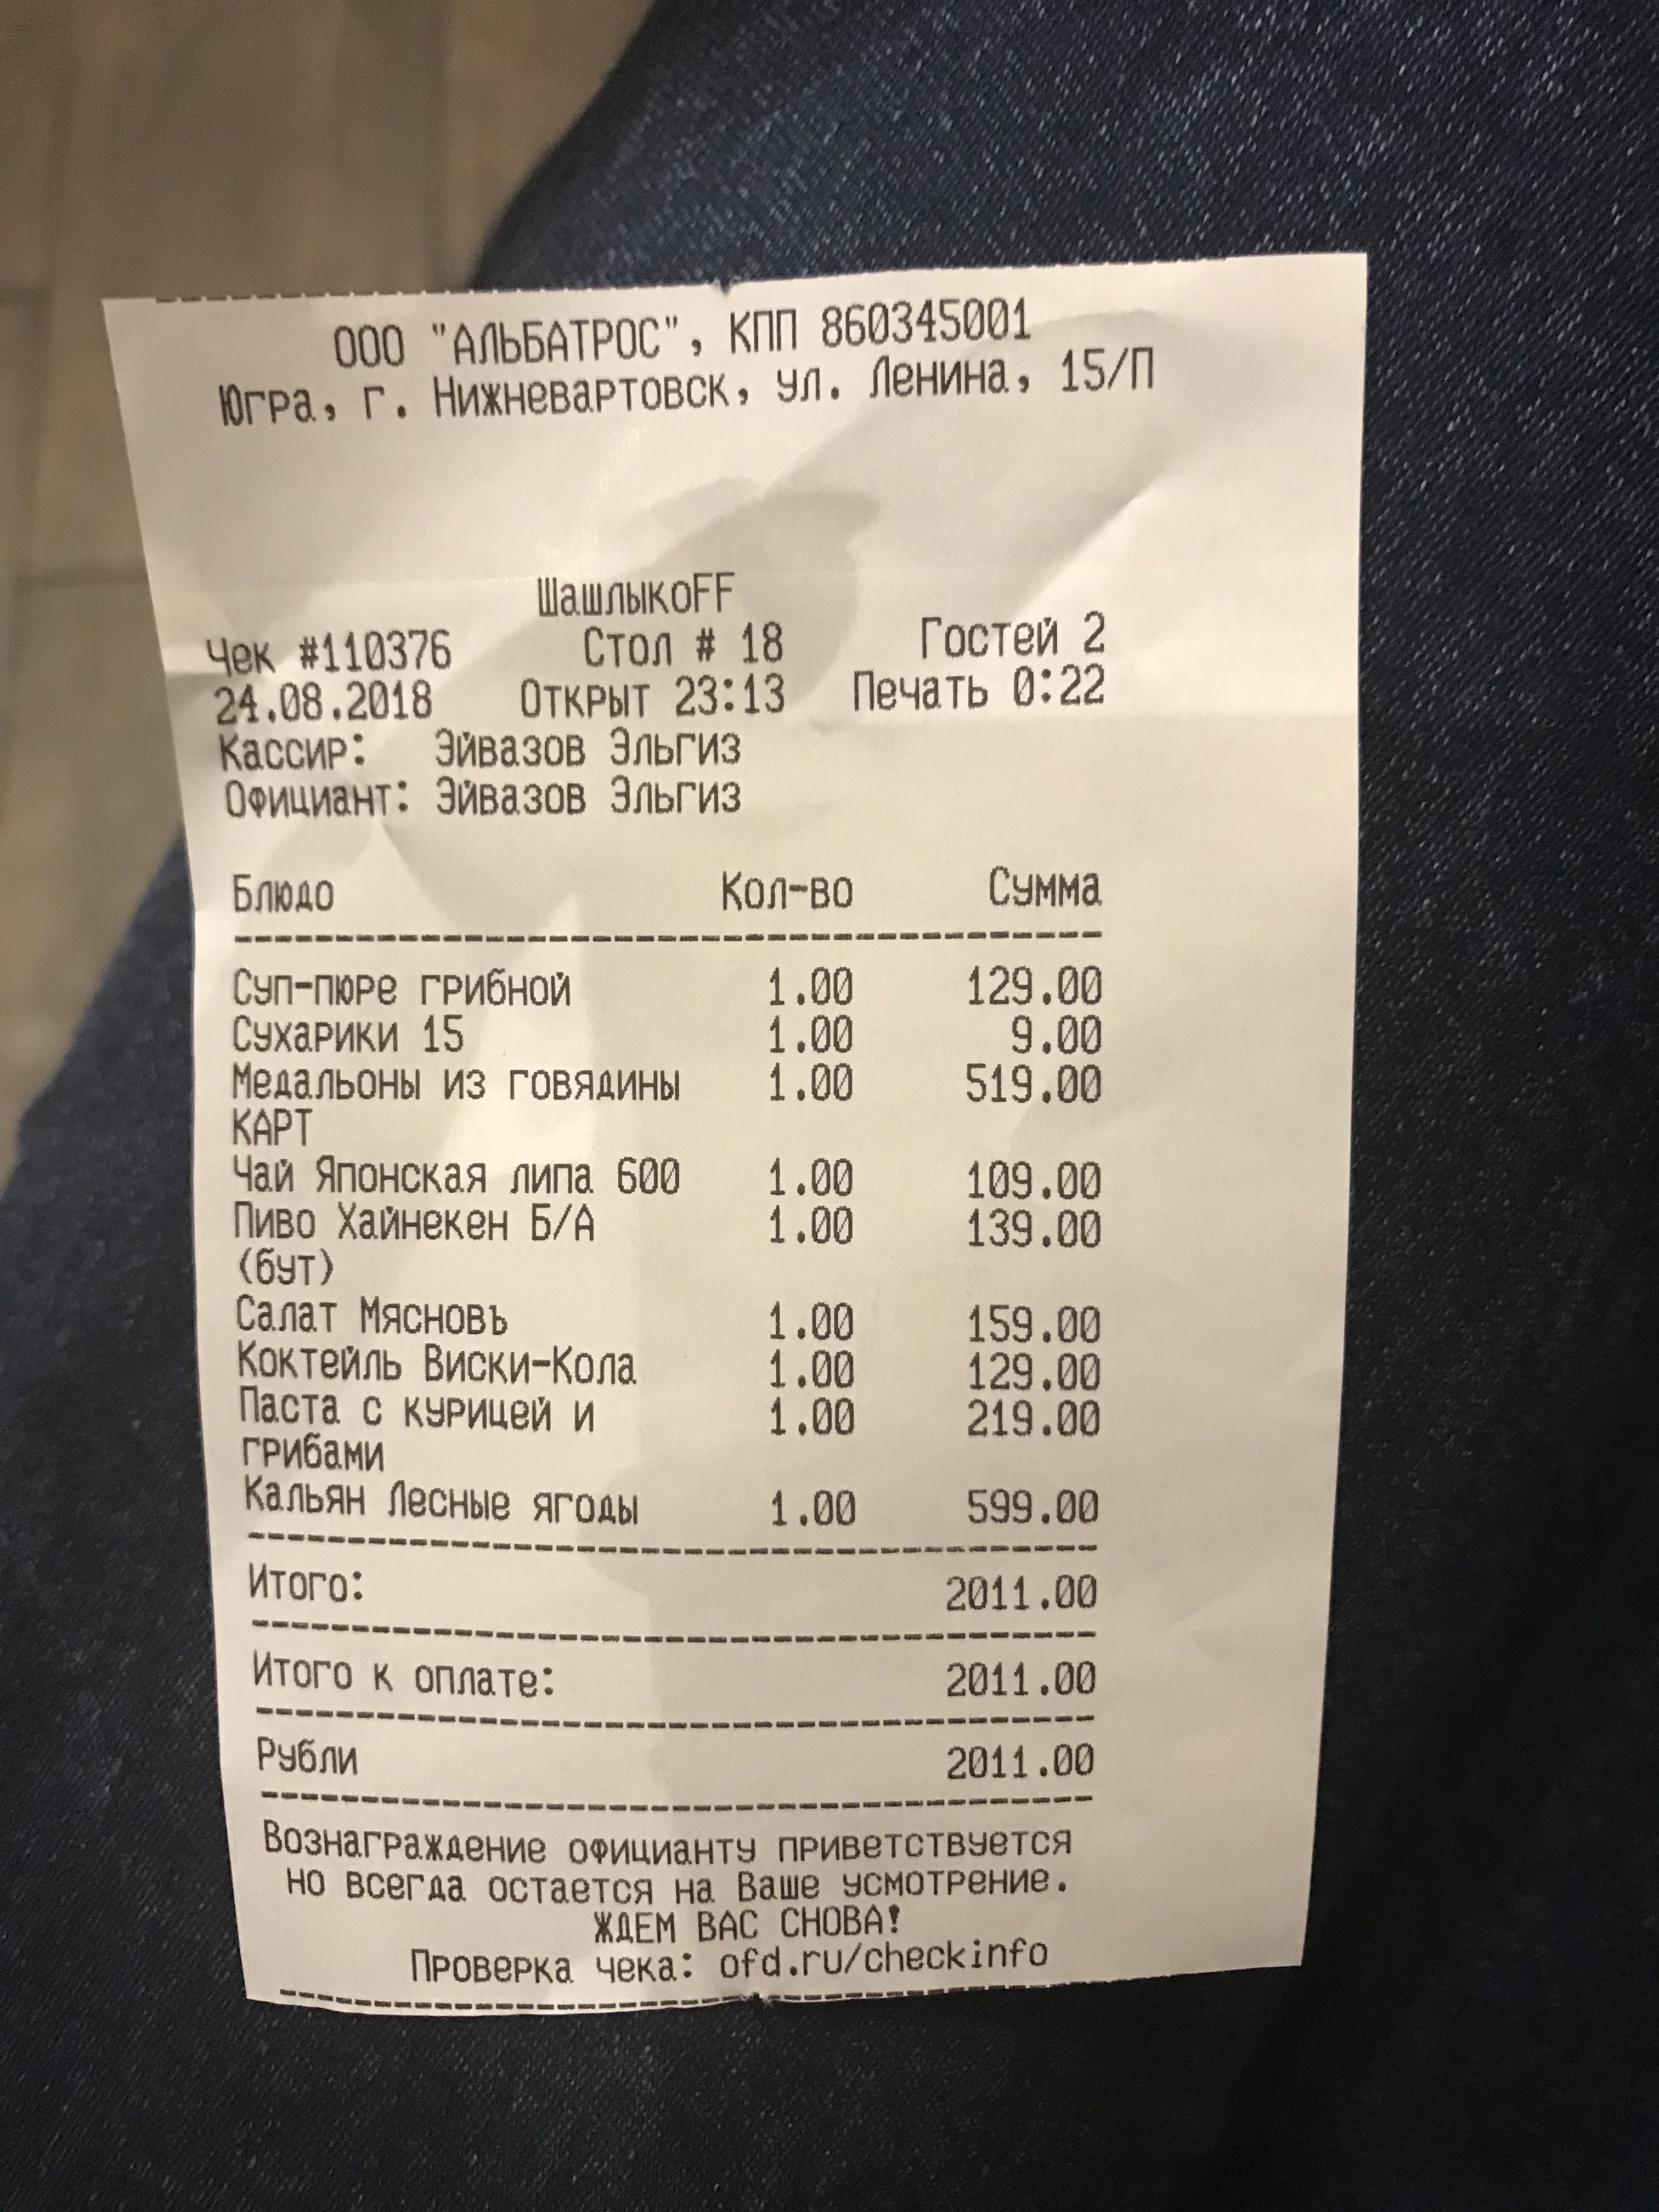 ООО "АЛЬБАТРОС", КПП 860345001
Югра, г. Нижневартовск, ул. Ленина, 15/П
ШашлыкоFF
Чек #110376 Стол # 18 Гостей 2
24.08.2018 Открыт 23:13 Печать 0:22
Кассир: Эйвазов Эльгиз
Официант: Эйвазов Эльгиз
Блюдо Кол-во Сумма
Суп-пюре грибной 1.00 129.00
Сухарики 15 1.00 9.00
Медальоны из говядины 1.00 519.00
КАРТ
Чай Японская липа 600 1.00 109.00
Пиво Хайнекен Б/А 1.00 139.00
(бут)
Салат Мясновъ 1.00 159.00
Коктейль Виски-Кола 1.00 129.00
Паста с курицей и 1.00 219.00
грибами
Кальян Лесные ягоды 1.00 599.00
Итого: 2011.00
Итого к оплате: 2011.00
Рубли 2011.00
Вознаграждение официанту приветствуется
но всегда остается на Ваше усмотрение.
ЖДЕМ ВАС СНОВА!
Проверка чека: ofd.ru/checkinfo